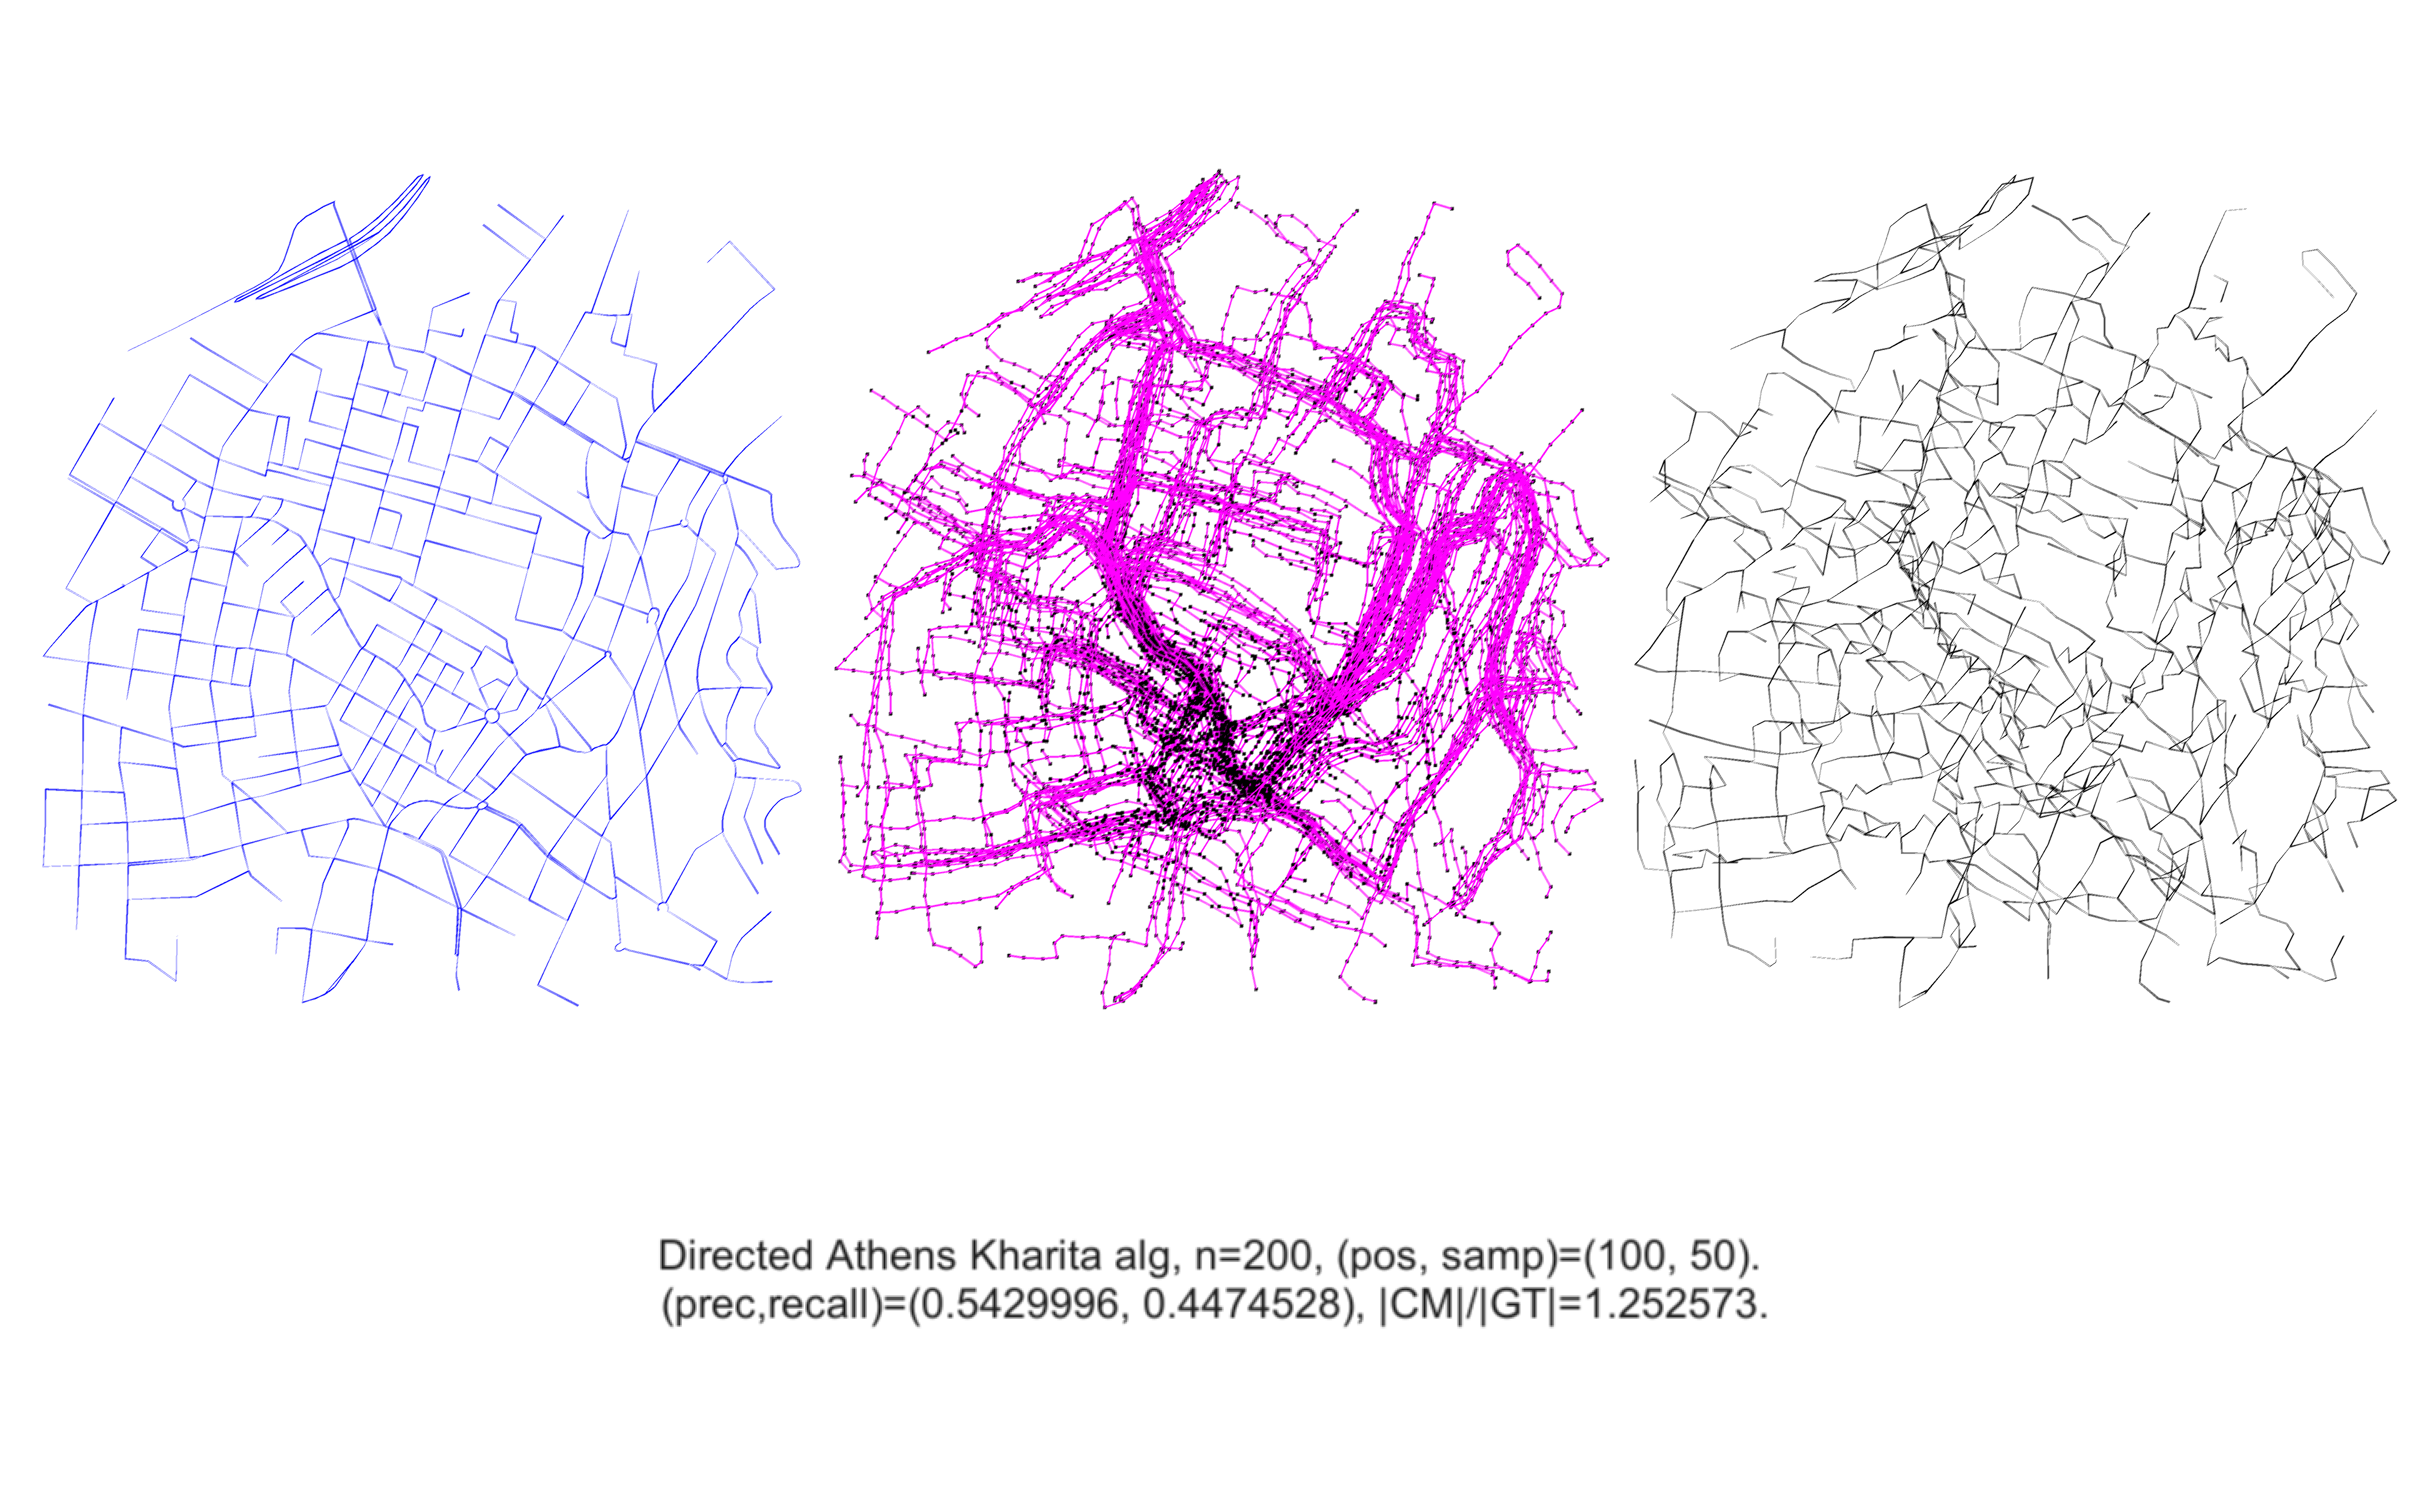 Directed Athens Kharita alg, n=200, (pos, samp)=(100, 50).
(prec,recall)=(0.5429996, 0.4474528), |CM|/|GT|=1.252573.